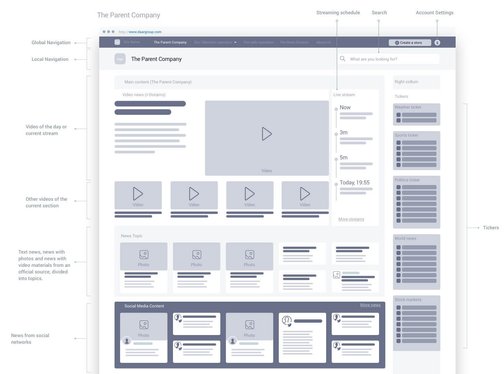 The Parent Company
Streaming schedule
Search
Account Settings
http://www.daargroup.com
Global Navigation
The Parent Company
Create a store
Local Navigation
The Parent Company
What are you looking for?
Main content (The Parent Company)
Right column
Video news (+Streams)
Live stream
Tickets
Now
Weather ticker
Video of the day or
current stream
3m
Sports ticker
5m
Video
Politics ticker
Today, 19:55
Other videos of the
current section
Video
Video
Video
Video
More streams
Tickers
News Topic
World news
Text news, news with
photos and news with
video materials from an
official source, divided
into topics.
Photo
Photo
Photo
Stock markets
Social Media Content
More news
News from social
networks
Photo
Photo